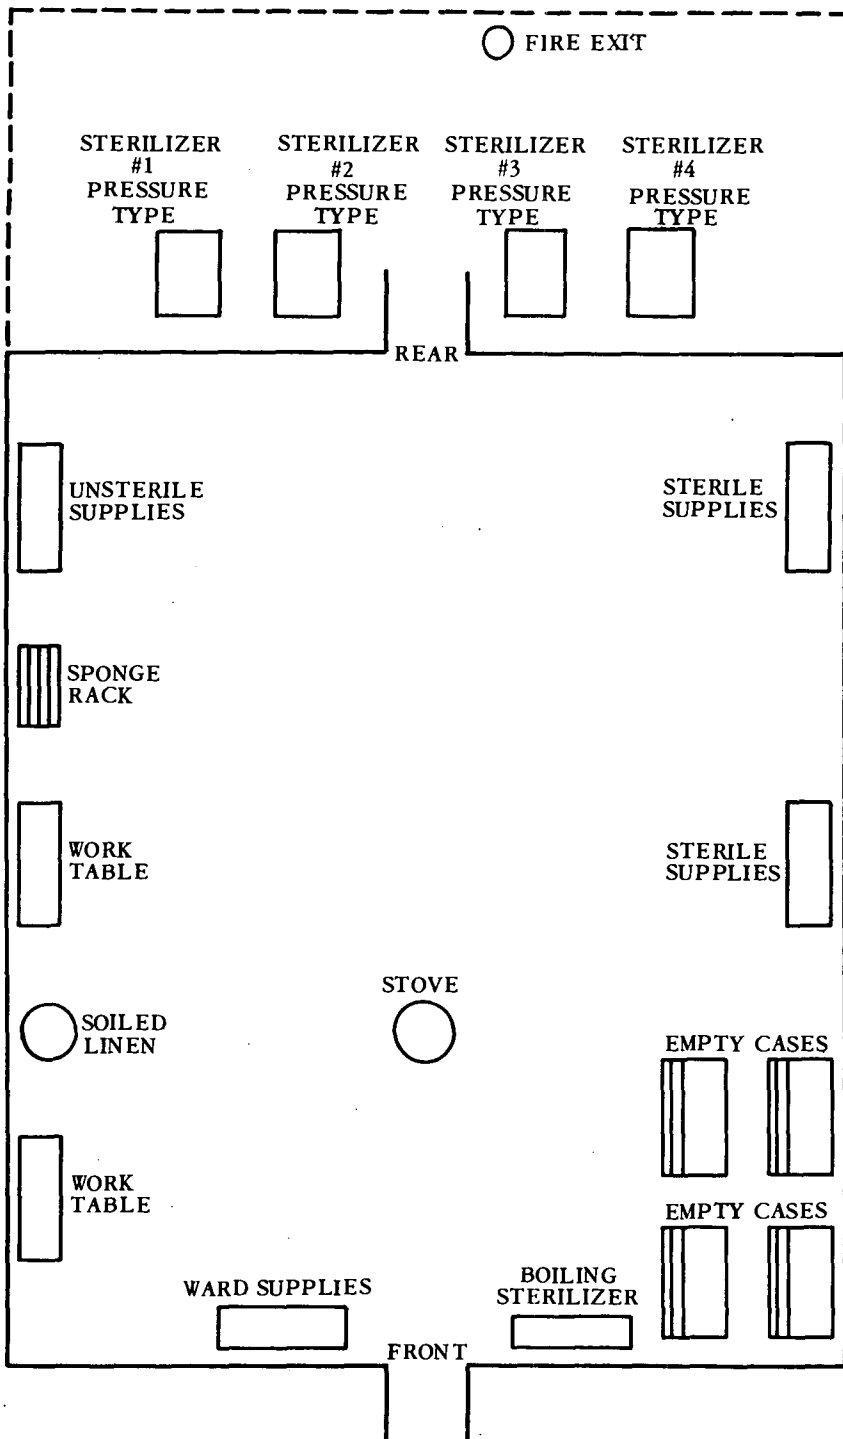 FIRE EXIT
STERILIZER
#1
PRESSURE
TYPE
STERILIZER
#2
PRESSURE
TYPE
STERILIZER
#3
PRESSURE
TYPE
STERILIZER
#4
PRESSURE
TYPE
REAR
UNSTERILE
SUPPLIES
STERILE
SUPPLIES
SPONGE
RACK
WORK
TABLE
STERILE
SUPPLIES
STOVE
SOILED
LINEN
EMPTY CASES
WORK
TABLE
EMPTY CASES
WARD SUPPLIES
BOILING
STERILIZER
FRONT